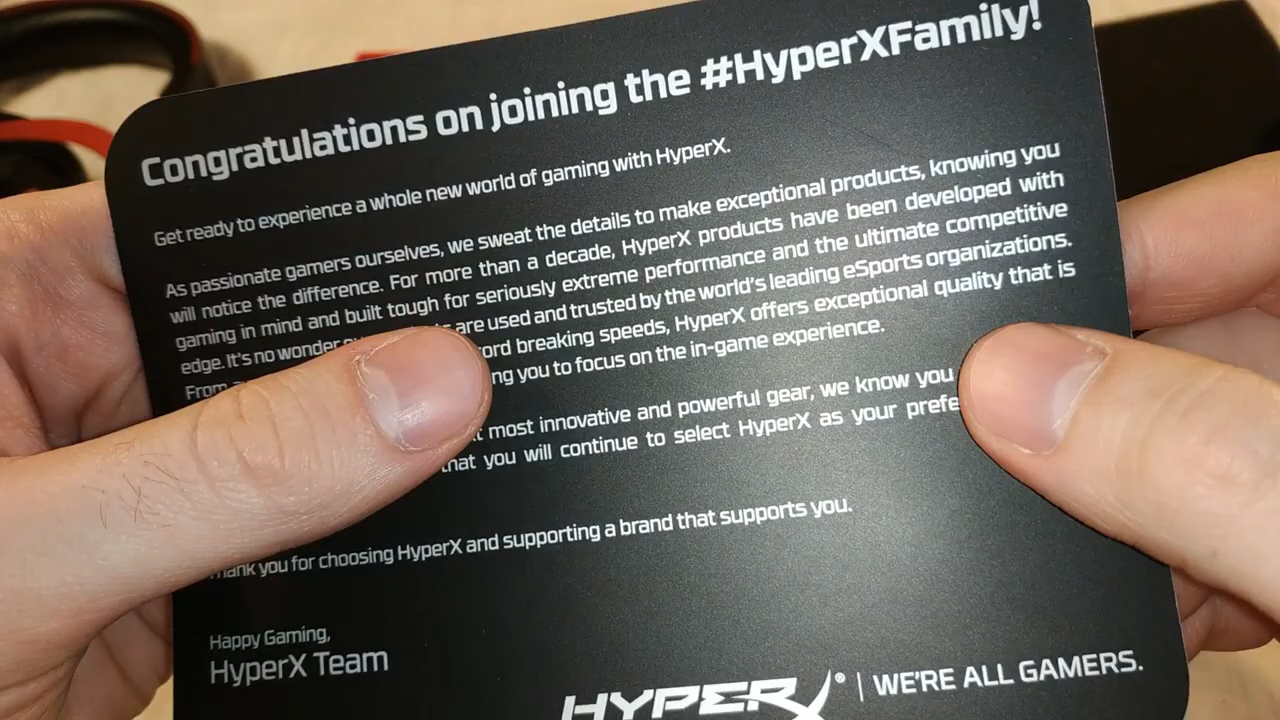 Congratulations on joining the #HyperXFamily!
Get ready to experience a whole new world of gaming with HyperX.
As passionate gamers ourselves, we sweat the details to make exceptional products, knowing you
will notice the difference. For more than a decade, HyperX products have been developed with
gaming in mind and built tough for seriously extreme performance and the ultimate competitive
edge. It's no wonder are used and trusted by the world's leading eSports organizations.
From breaking speeds, HyperX offers exceptional quality that is
you to focus on the in-game experience.
most innovative and powerful gear, we know you
that you will continue to select HyperX as your
you for choosing HyperX and supporting a brand that supports you.
Happy Gaming,
HyperX Team
HYPERX® | WE'RE ALL GAMERS.